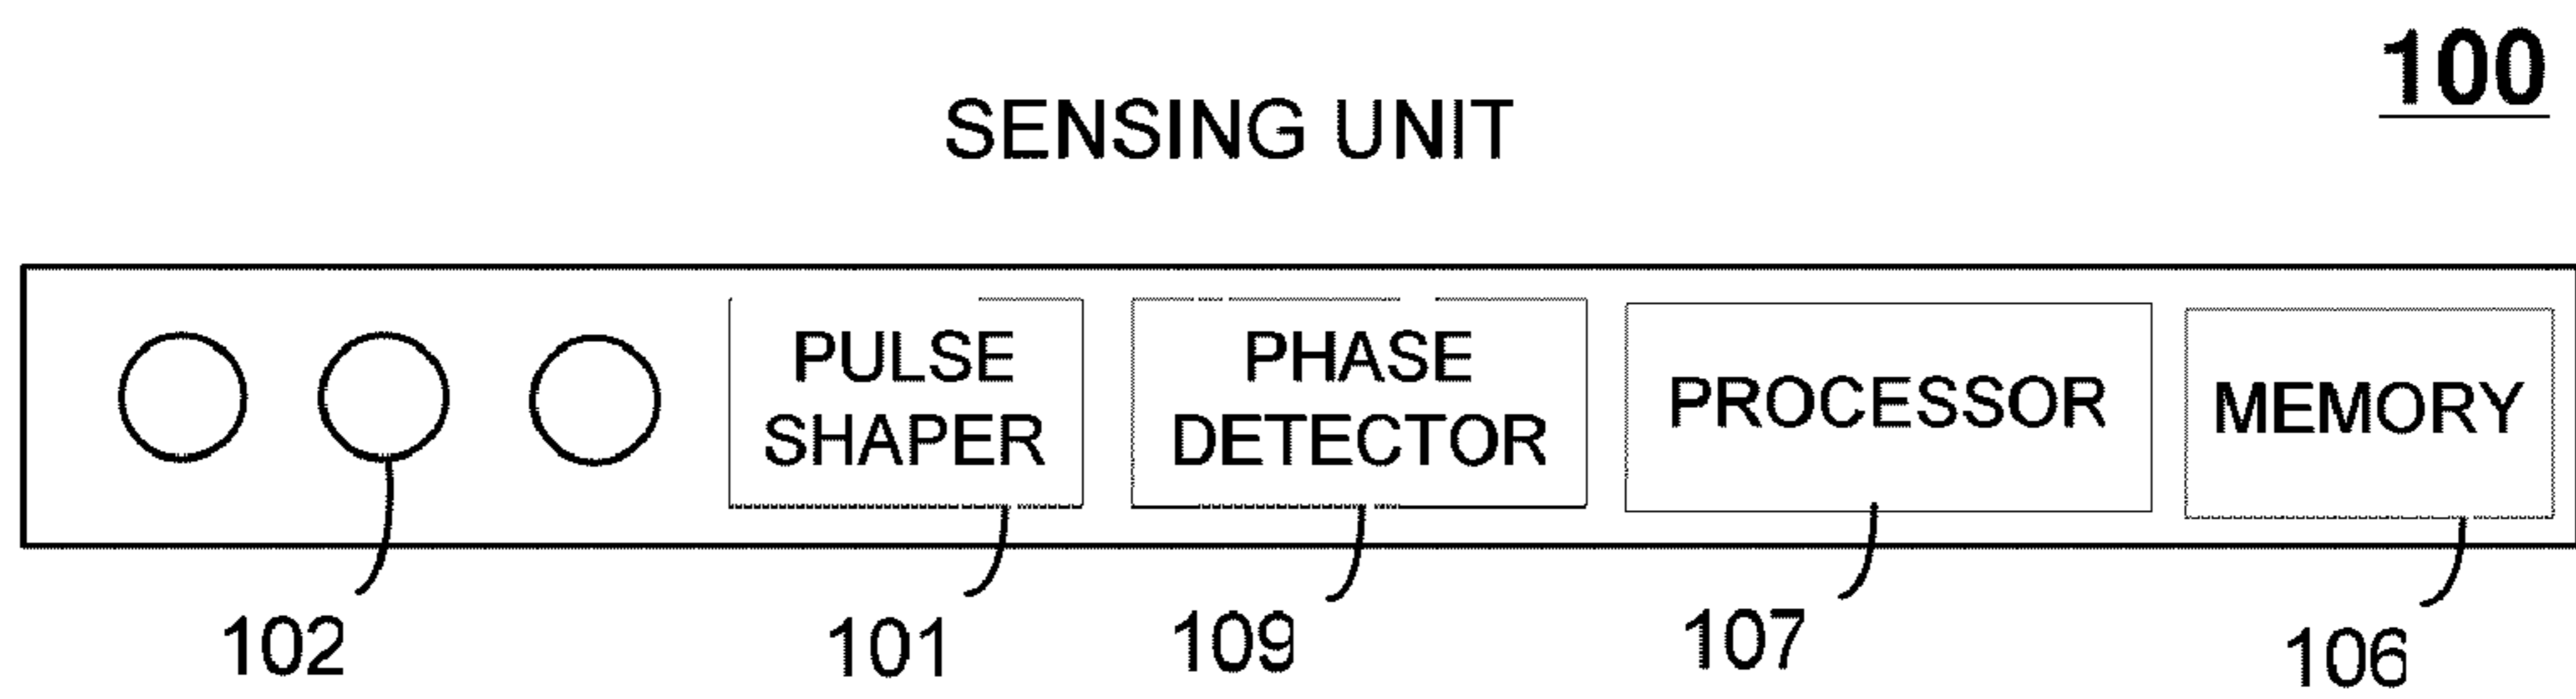 100
SENSING UNIT
PULSE
SHAPER
PHASE
DETECTOR
PROCESSOR
MEMORY
102
101
109
107
106